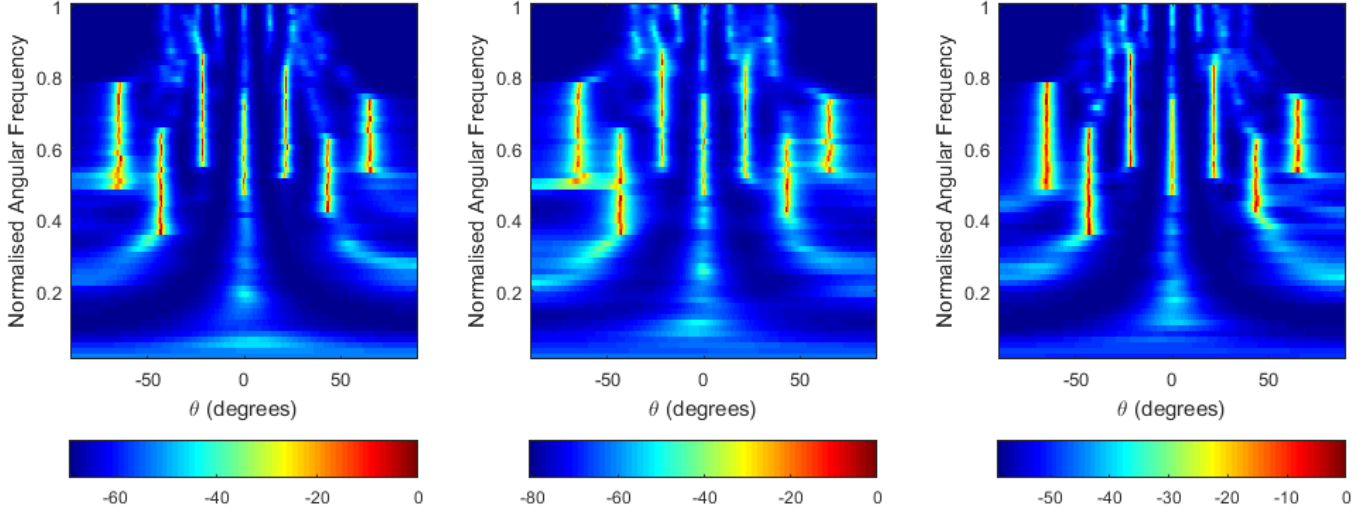 1 1 1
0.8 0.8 0.8
0.6 0.6 0.6
0.4 0.4 0.4
0.2 0.2 0.2
Normalised Angular Frequency Normalised Angular Frequency Normalised Angular Frequency
-50 0 50 -50 0 50 -50 0 50
θ (degrees) θ (degrees) θ (degrees)
-60 -40 -20 0 -80 -60 -40 -20 0 -50 -40 -30 -20 -10 0